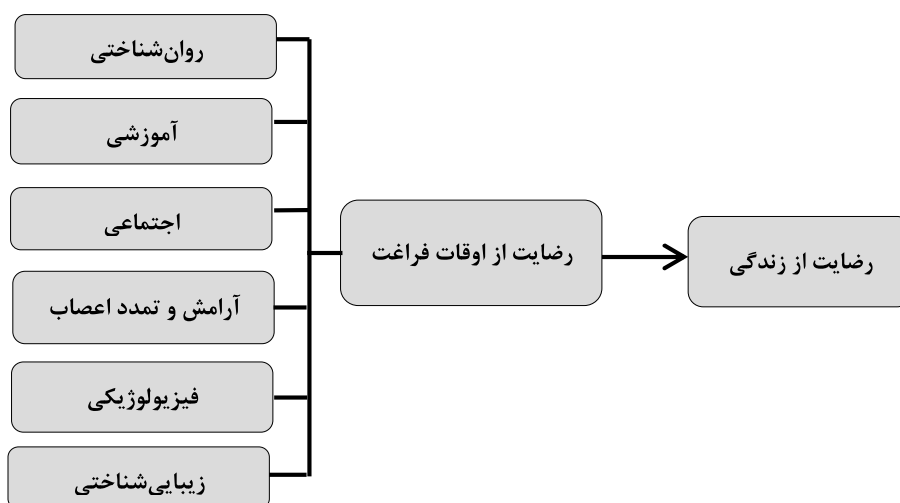 روان‌شناختی
آموزشی
اجتماعی
آرامش و تمدد اعصاب
فیزیولوژیکی
زیبایی‌شناختی
رضایت از اوقات فراغت
رضایت از زندگی